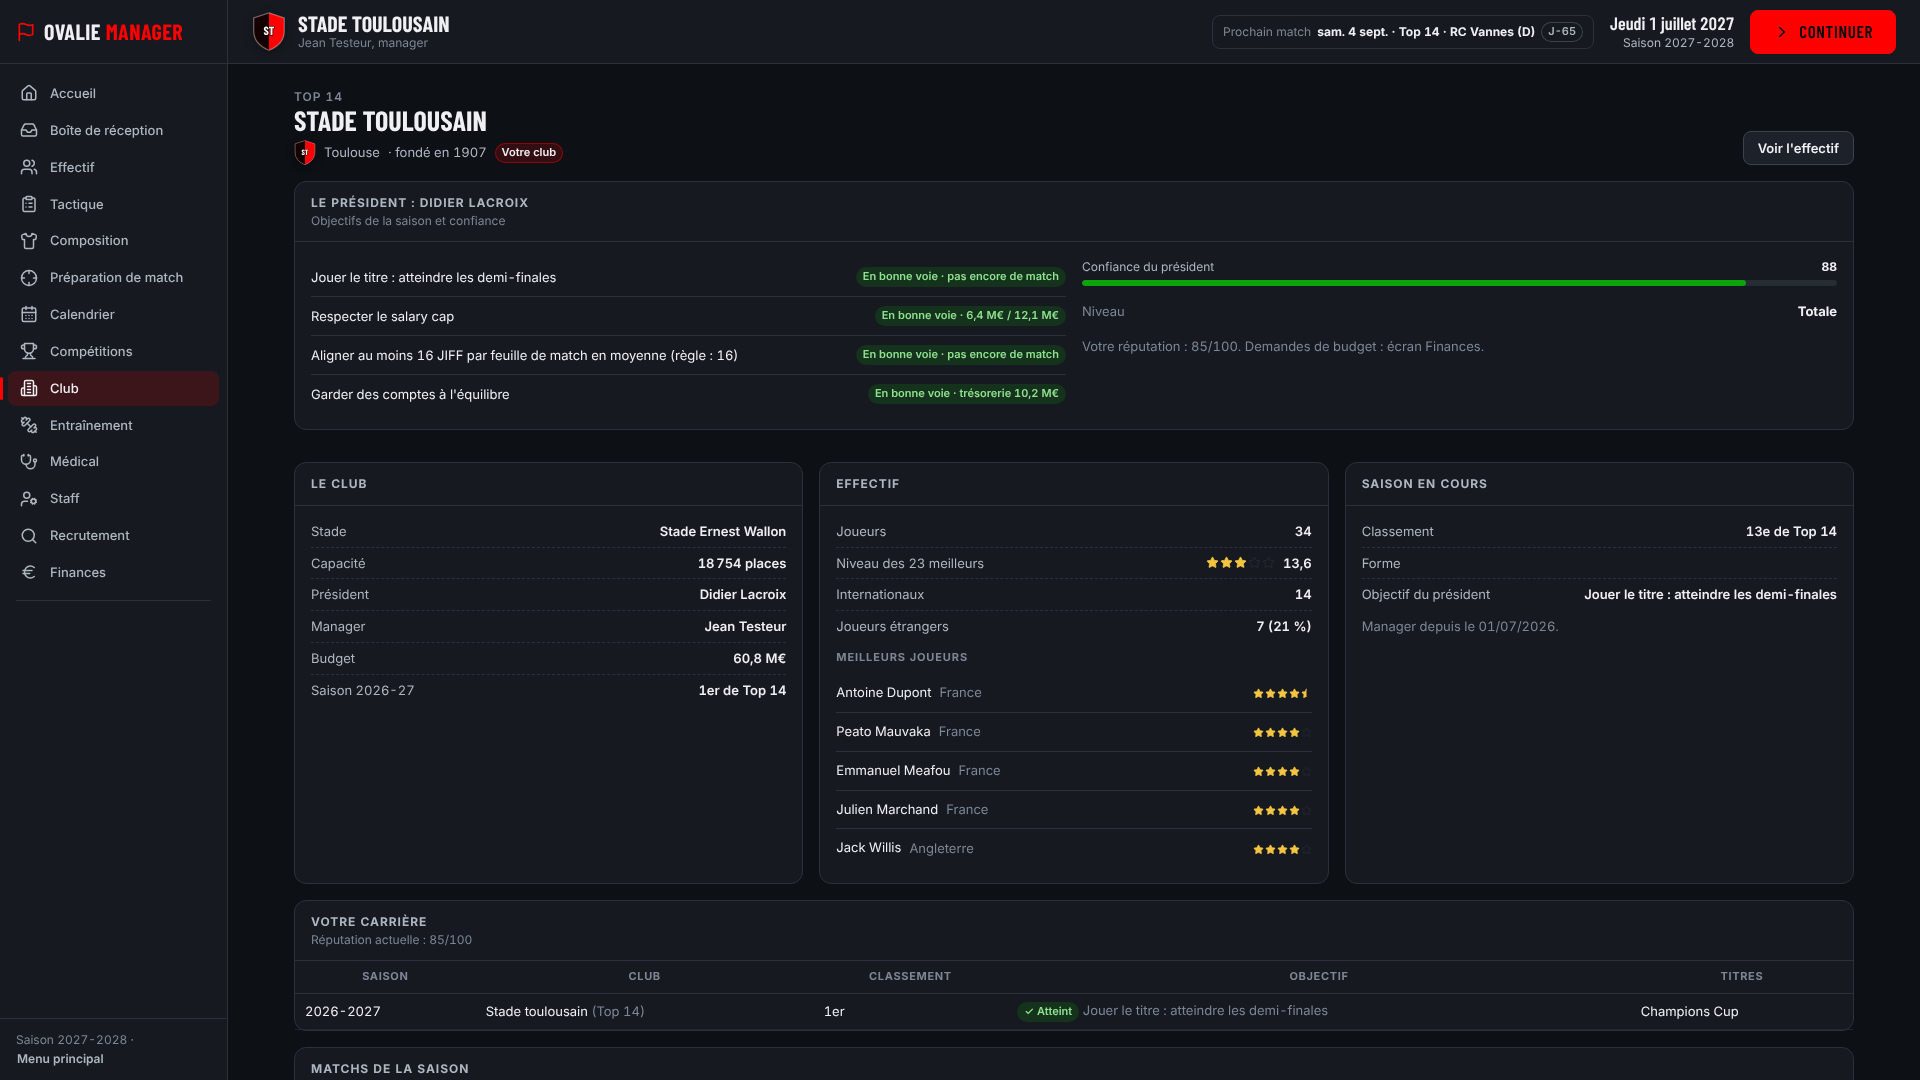 OVALIE MANAGER
ST
STADE TOULOUSAIN
Jean Testeur, manager
Prochain match sam. 4 sept. · Top 14 · RC Vannes (D) J-65
Jeudi 1 juillet 2027
Saison 2027-2028
CONTINUER
Accueil
Boîte de réception
Effectif
Tactique
Composition
Préparation de match
Calendrier
Compétitions
Club
Entraînement
Médical
Staff
Recrutement
Finances
Saison 2027-2028 ·
Menu principal
TOP 14
STADE TOULOUSAIN
ST Toulouse · fondé en 1907 Votre club
Voir l'effectif
LE PRÉSIDENT : DIDIER LACROIX
Objectifs de la saison et confiance
Jouer le titre : atteindre les demi-finales En bonne voie · pas encore de match
Respecter le salary cap En bonne voie · 6,4 M€ / 12,1 M€
Aligner au moins 16 JIFF par feuille de match en moyenne (règle : 16) En bonne voie · pas encore de match
Garder des comptes à l'équilibre En bonne voie · trésorerie 10,2 M€
Confiance du président 88
Niveau Totale
Votre réputation : 85/100. Demandes de budget : écran Finances.
LE CLUB
Stade Stade Ernest Wallon
Capacité 18 754 places
Président Didier Lacroix
Manager Jean Testeur
Budget 60,8 M€
Saison 2026-27 1er de Top 14
EFFECTIF
Joueurs 34
Niveau des 23 meilleurs 13,6
Internationaux 14
Joueurs étrangers 7 (21 %)
MEILLEURS JOUEURS
Antoine Dupont France
Peato Mauvaka France
Emmanuel Meafou France
Julien Marchand France
Jack Willis Angleterre
SAISON EN COURS
Classement 13e de Top 14
Forme
Objectif du président Jouer le titre : atteindre les demi-finales
Manager depuis le 01/07/2026.
VOTRE CARRIÈRE
Réputation actuelle : 85/100
SAISON CLUB CLASSEMENT OBJECTIF TITRES
2026-2027 Stade toulousain (Top 14) 1er Atteint Jouer le titre : atteindre les demi-finales Champions Cup
MATCHS DE LA SAISON